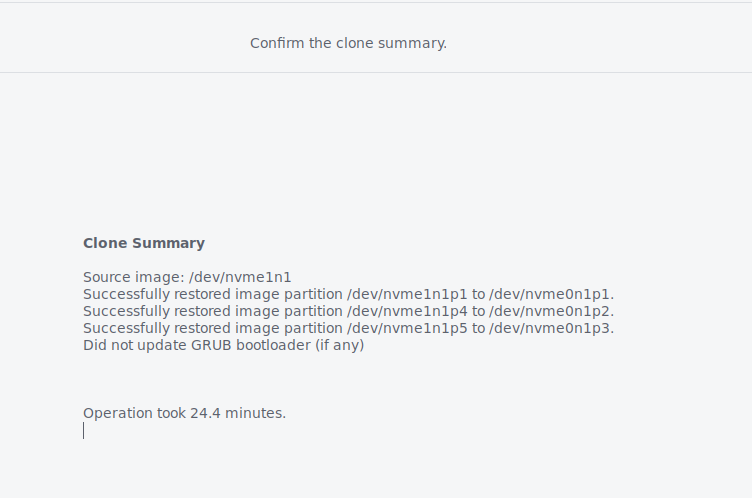 Confirm the clone summary.
Clone Summary
Source image: /dev/nvme1n1
Successfully restored image partition /dev/nvme1n1p1 to /dev/nvme0n1p1.
Successfully restored image partition /dev/nvme1n1p4 to /dev/nvme0n1p2.
Successfully restored image partition /dev/nvme1n1p5 to /dev/nvme0n1p3.
Did not update GRUB bootloader (if any)
Operation took 24.4 minutes.